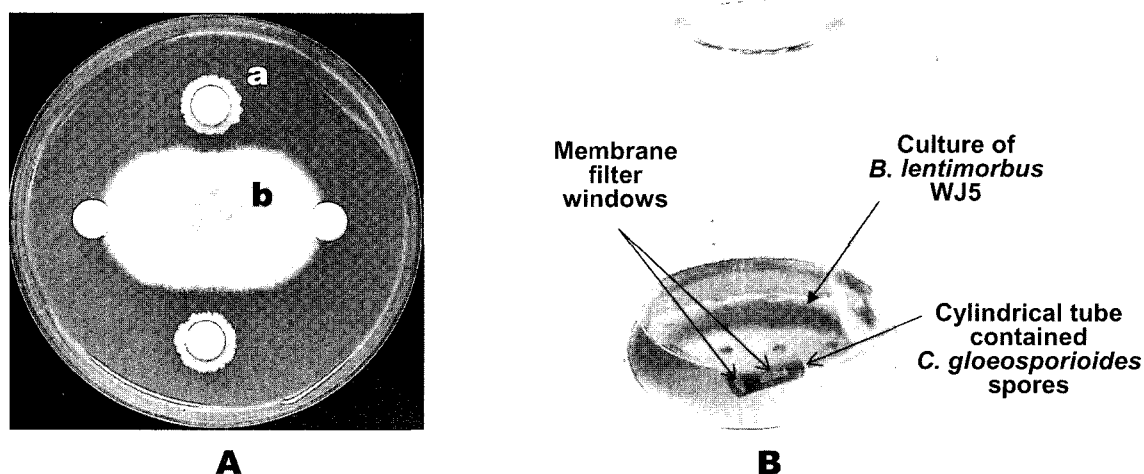 a
b
A
Membrane
filter
windows
Culture of
B. lentimorbus
WJ5
Cylindrical tube
contained
C. gloeosporioides
spores
B